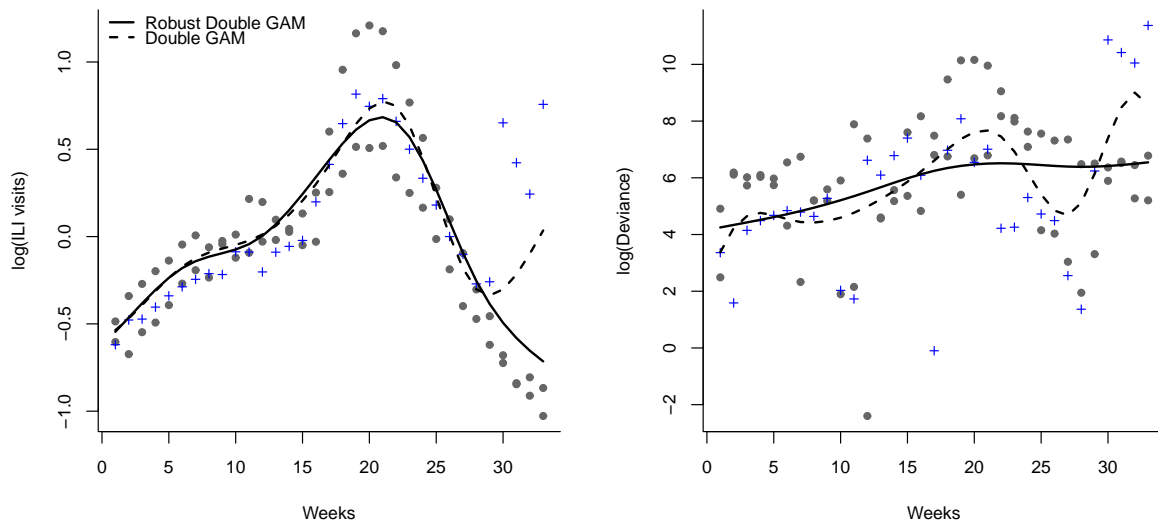 Robust Double GAM
Double GAM
log(ILI visits)
1.0
0.5
0.0
−0.5
−1.0
0 5 10 15 20 25 30
Weeks
log(Deviance)
10
8
6
4
2
0
−2
0 5 10 15 20 25 30
Weeks